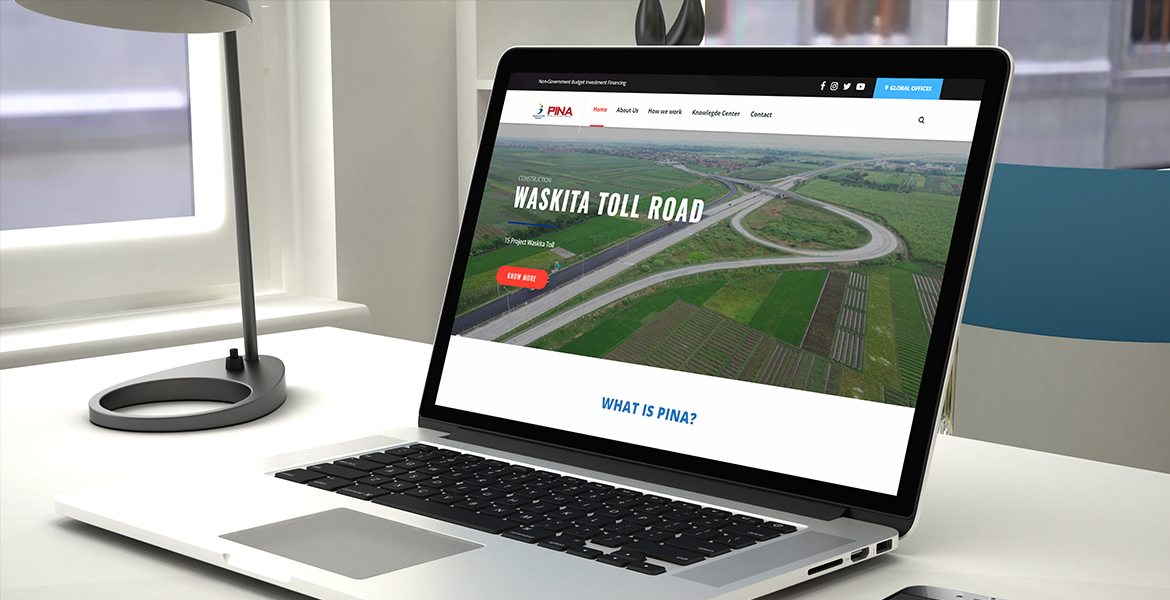 Non-Government Budget Investment Financing
GLOBAL OFFICES
PINA
Home About Us How we work Knowlegde Center Contact
CONSTRUCTION
WASKITA TOLL ROAD
15 Project Waskita Toll
KNOW MORE
WHAT IS PINA?